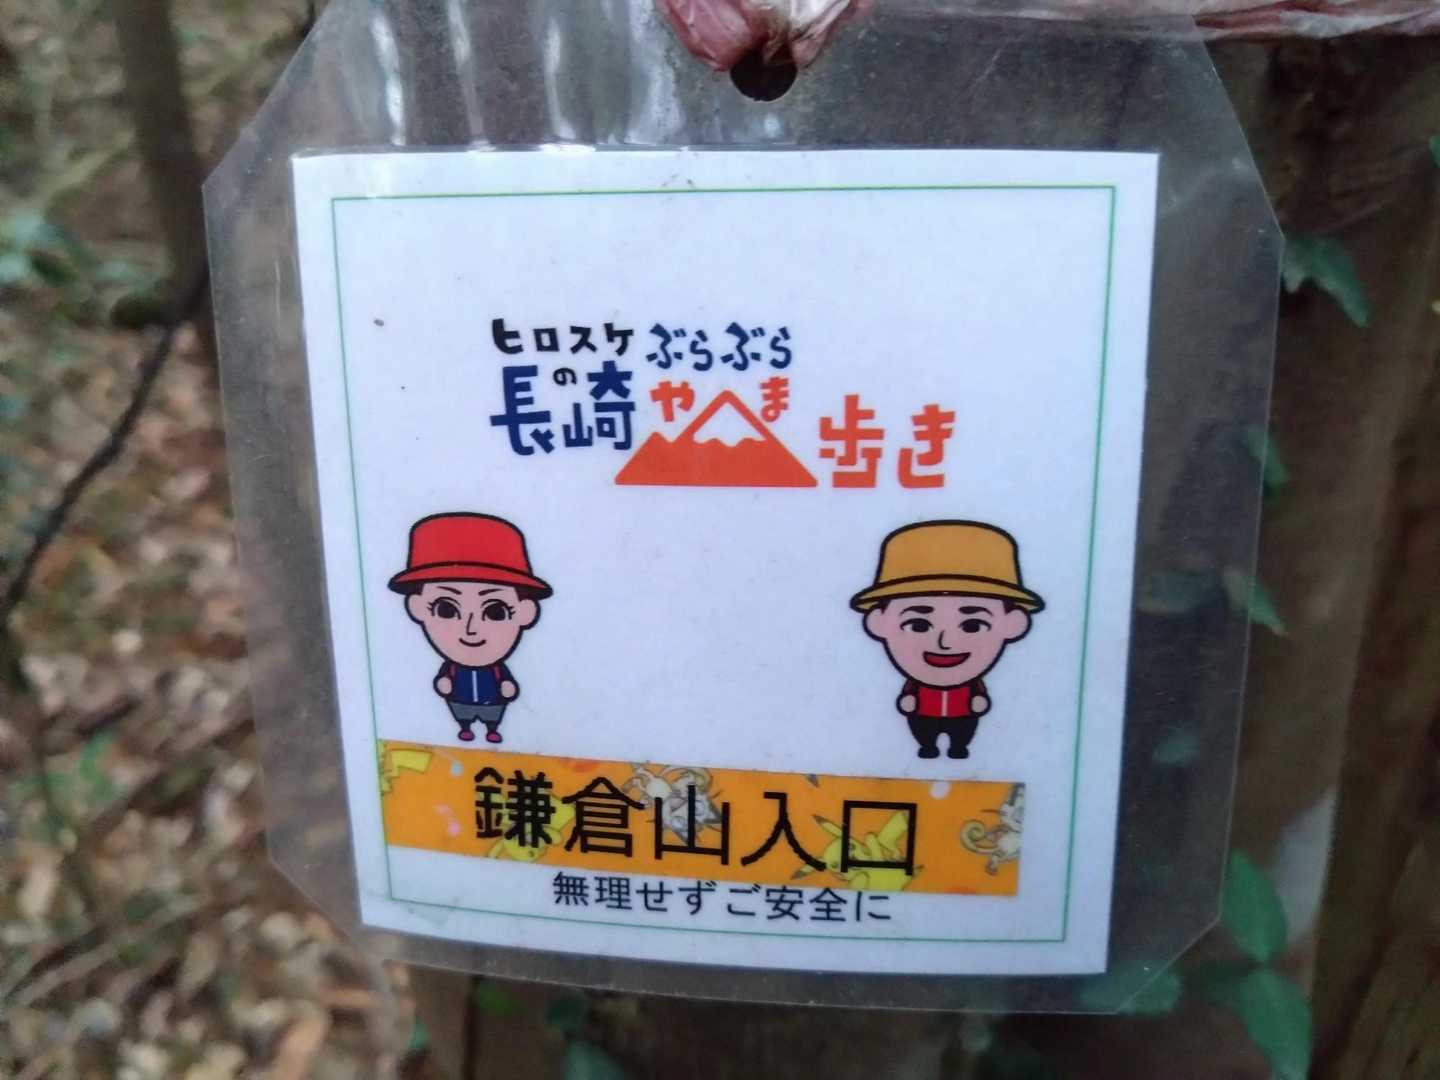 ヒロスケの
長崎ぶらぶら
やま歩き
鎌倉山入口
無理せずご安全に